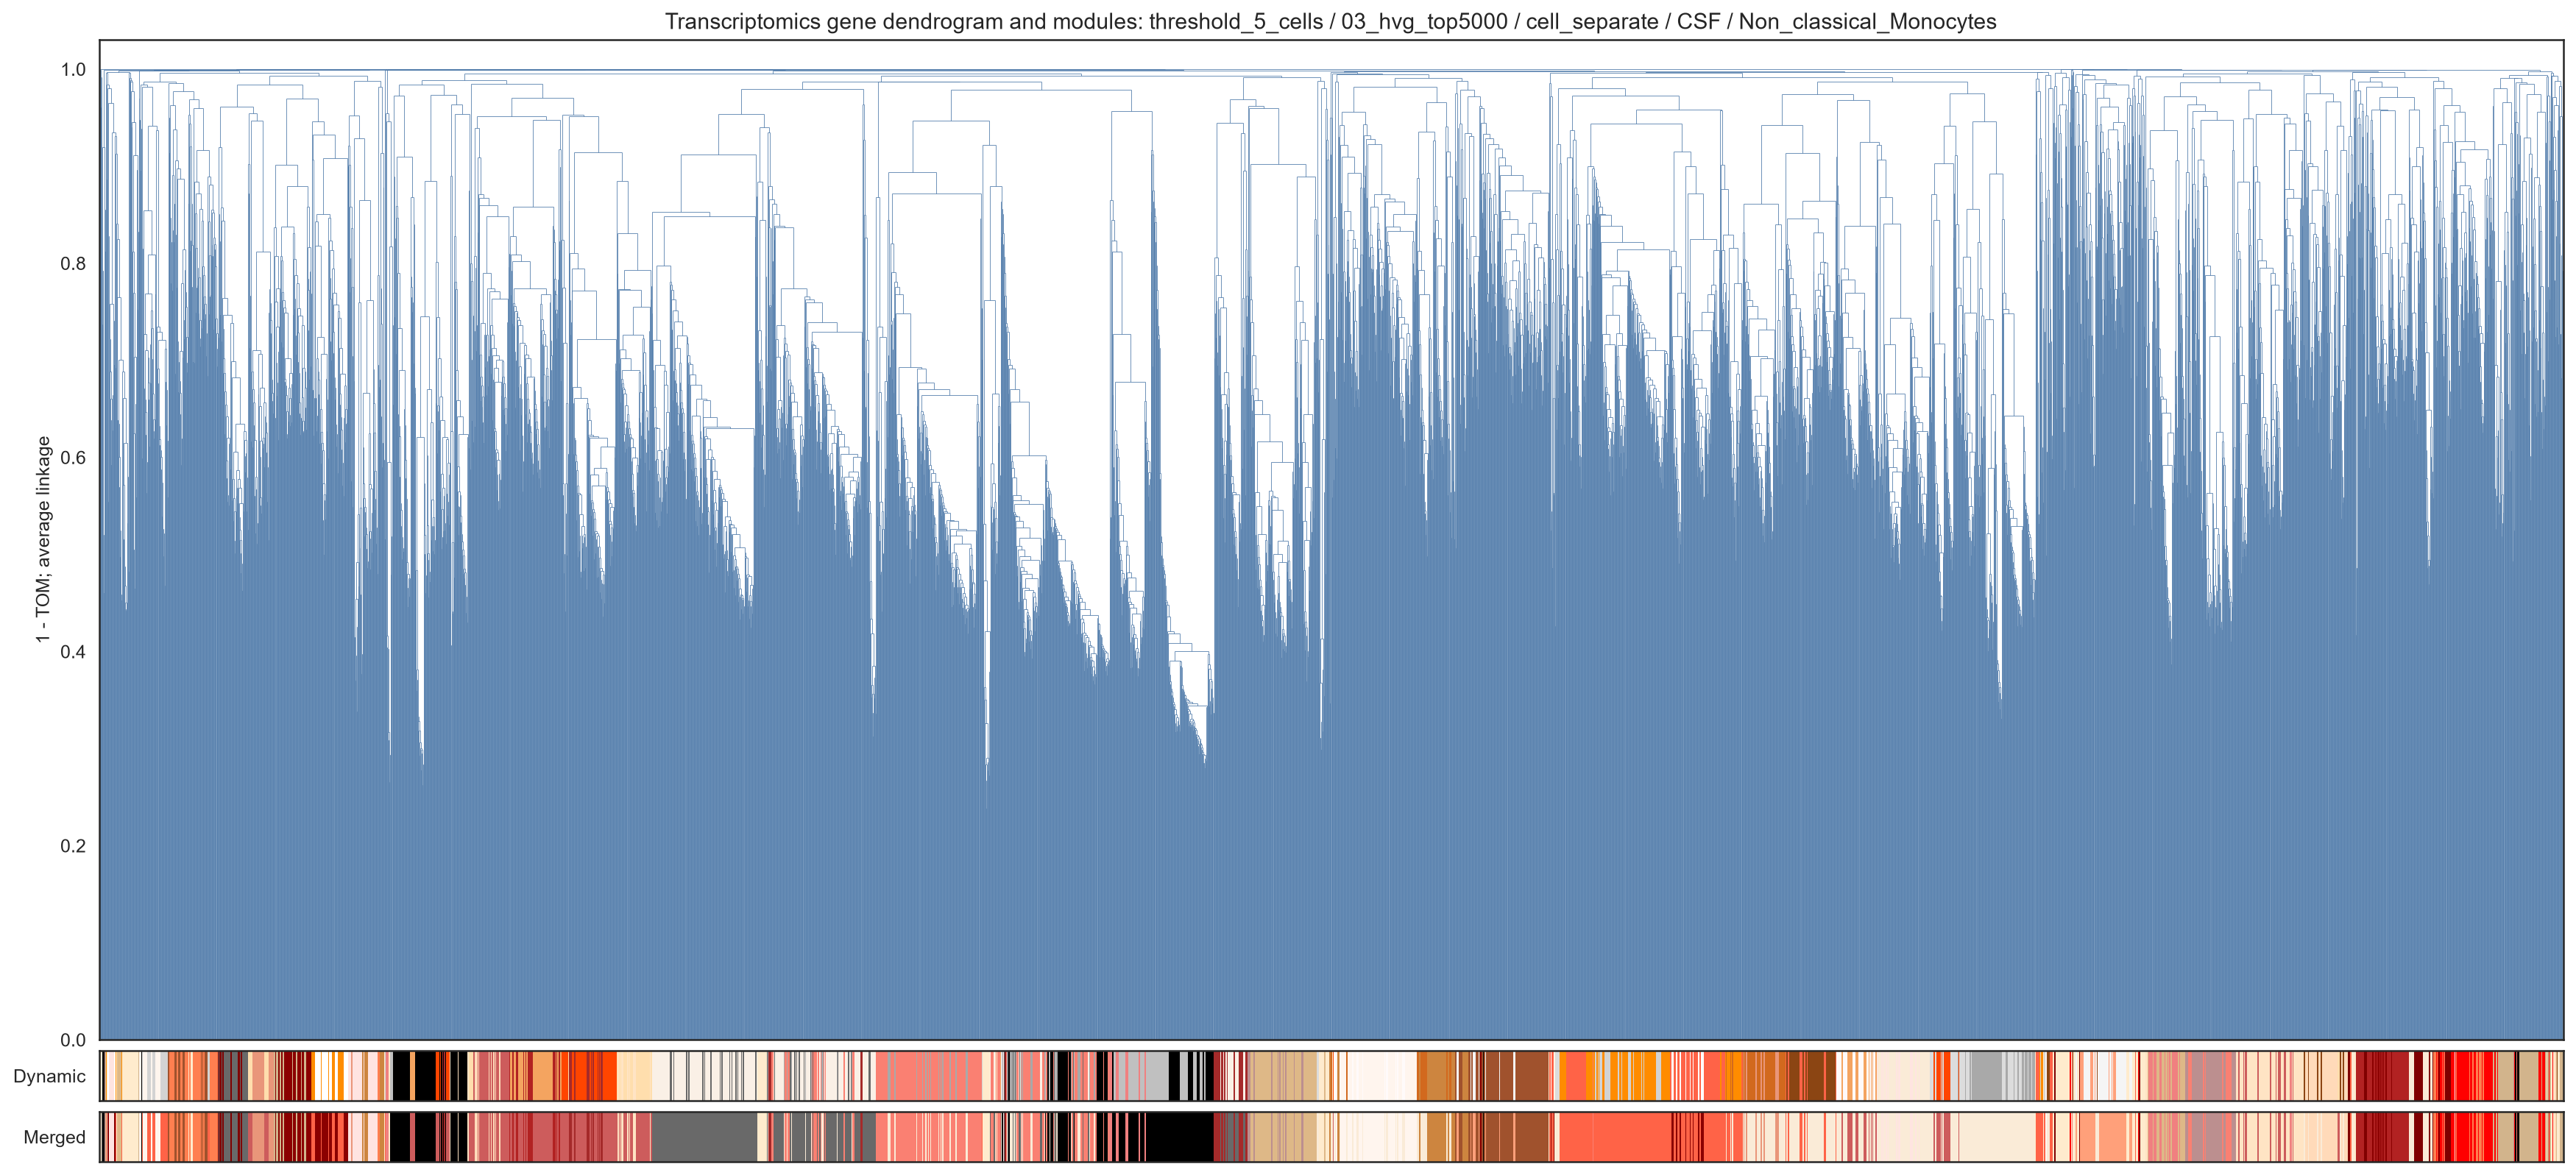 Transcriptomics gene dendrogram and modules: threshold_5_cells / 03_hvg_top5000 / cell_separate / CSF / Non_classical_Monocytes
1.0
0.8
0.6
0.4
0.2
0.0
1 - TOM; average linkage
Dynamic
Merged